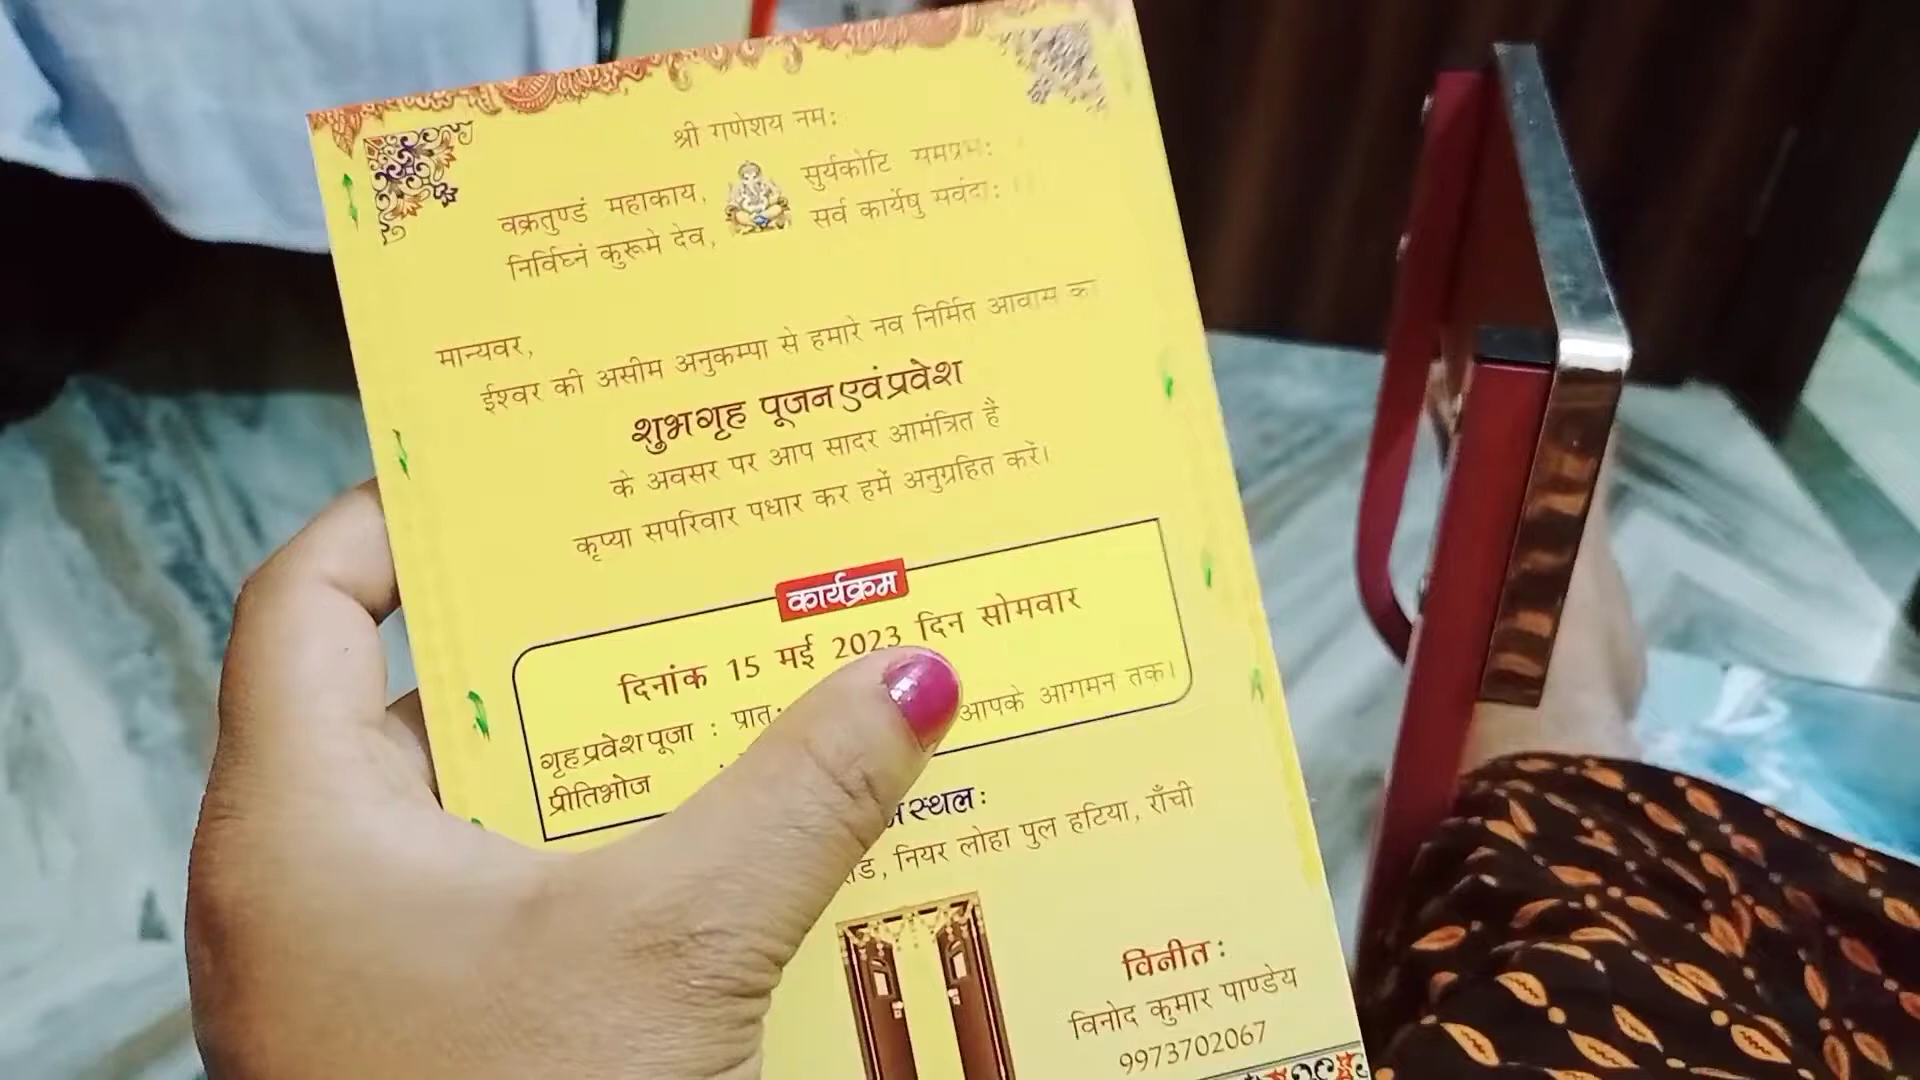 श्री गणेशय नम:
वक्रतुण्डं महाकाय, सुर्यकोटि समप्रभ:
निर्विघ्नं कुरूमे देव, सर्व कार्येषु सर्वदा:
मान्यवर,
ईश्वर की असीम अनुकम्पा से हमारे नव निर्मित आवास का
शुभ गृह पूजन एवं प्रवेश
के अवसर पर आप सादर आमंत्रित है
कृप्या सपरिवार पधार कर हमें अनुग्रहित करें।
कार्यक्रम
दिनांक 15 मई 2023 दिन सोमवार
गृह प्रवेश पूजा : प्रात:
प्रीतिभोज : आपके आगमन तक।
स्थल:
नियर लोहा पुल हटिया, राँची
विनीत:
विनोद कुमार पाण्डेय
9973702067